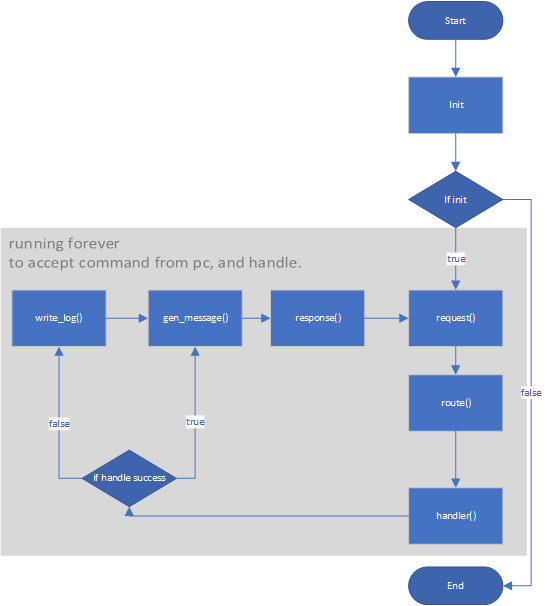 Start
Init
If init
true
running forever
to accept command from pc, and handle.
write_log()
gen_message()
response()
request()
route()
false
false
true
if handle success
handler()
End